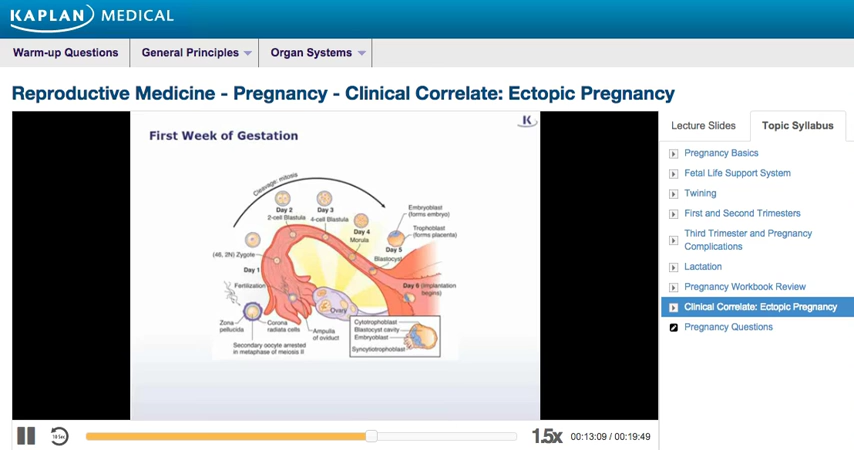 KAPLAN MEDICAL
Warm-up Questions
General Principles
Organ Systems
Reproductive Medicine - Pregnancy - Clinical Correlate: Ectopic Pregnancy
K
First Week of Gestation
Cleavage: mitosis
Day 2
2-cell Blastula
Day 3
4-cell Blastula
Day 4
Morula
Embryoblast
(forms embryo)
Trophoblast
(forms placenta)
Day 5
Blastocyst
(46, 2N) Zygote
Day 1
Fertilization
Day 6 (Implantation
begins)
Ovary
Zona
pellucida
Corona
radiata cells
Ampulla
of oviduct
Secondary oocyte arrested
in metaphase of meiosis II
Cytotrophoblast
Blastocyst cavity
Embryoblast
Syncytiotrophoblast
10 Sec
1.5x
00:13:09 / 00:19:49
Lecture Slides
Topic Syllabus
Pregnancy Basics
Fetal Life Support System
Twining
First and Second Trimesters
Third Trimester and Pregnancy
Complications
Lactation
Pregnancy Workbook Review
Clinical Correlate: Ectopic Pregnancy
Pregnancy Questions